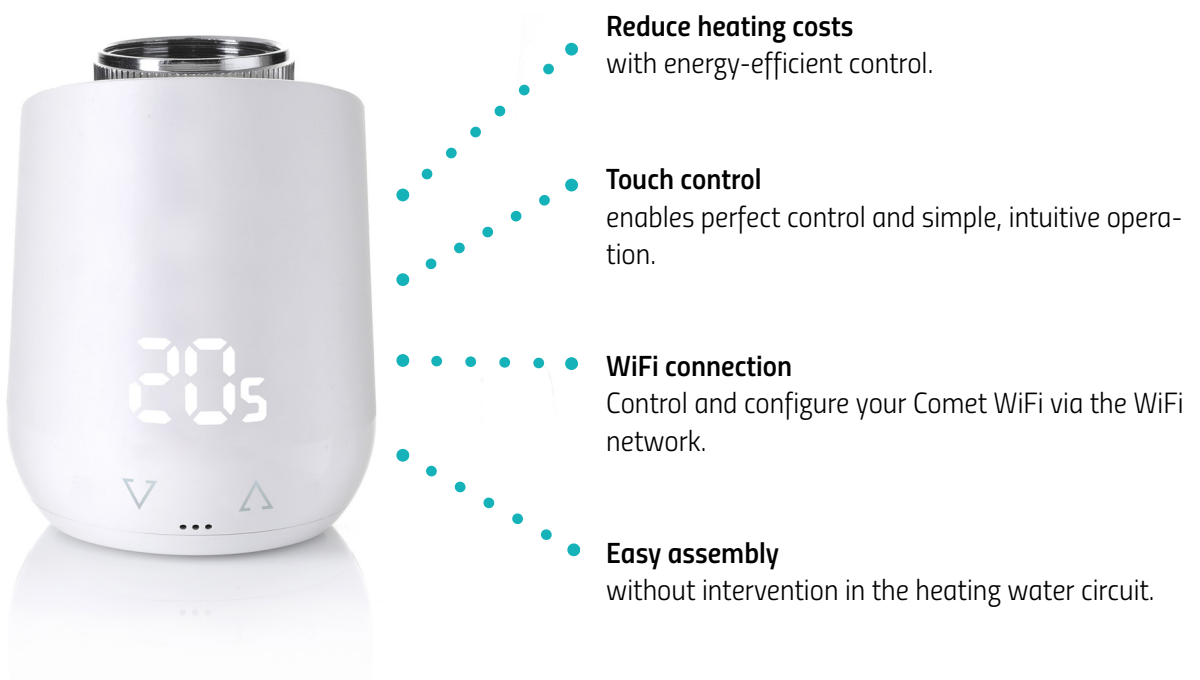 Reduce heating costs
with energy-efficient control.
Touch control
enables perfect control and simple, intuitive opera-
tion.
WiFi connection
Control and configure your Comet WiFi via the WiFi
network.
Easy assembly
without intervention in the heating water circuit.
205